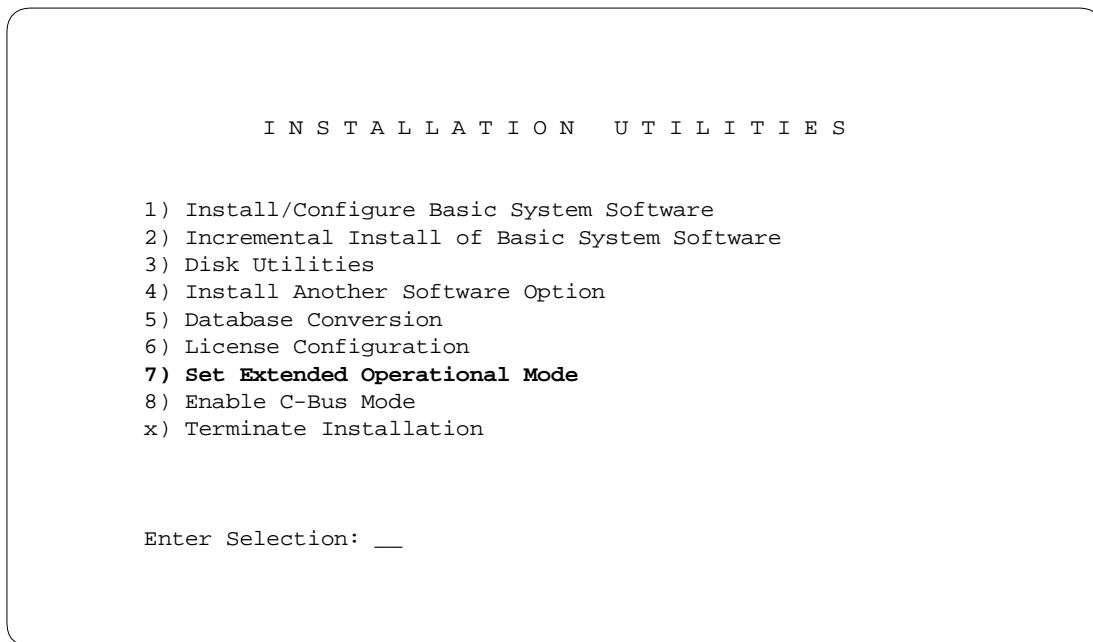 I N S T A L L A T I O N   U T I L I T I E S
1) Install/Configure Basic System Software
2) Incremental Install of Basic System Software
3) Disk Utilities
4) Install Another Software Option
5) Database Conversion
6) License Configuration
7) Set Extended Operational Mode
8) Enable C-Bus Mode
x) Terminate Installation
Enter Selection: __